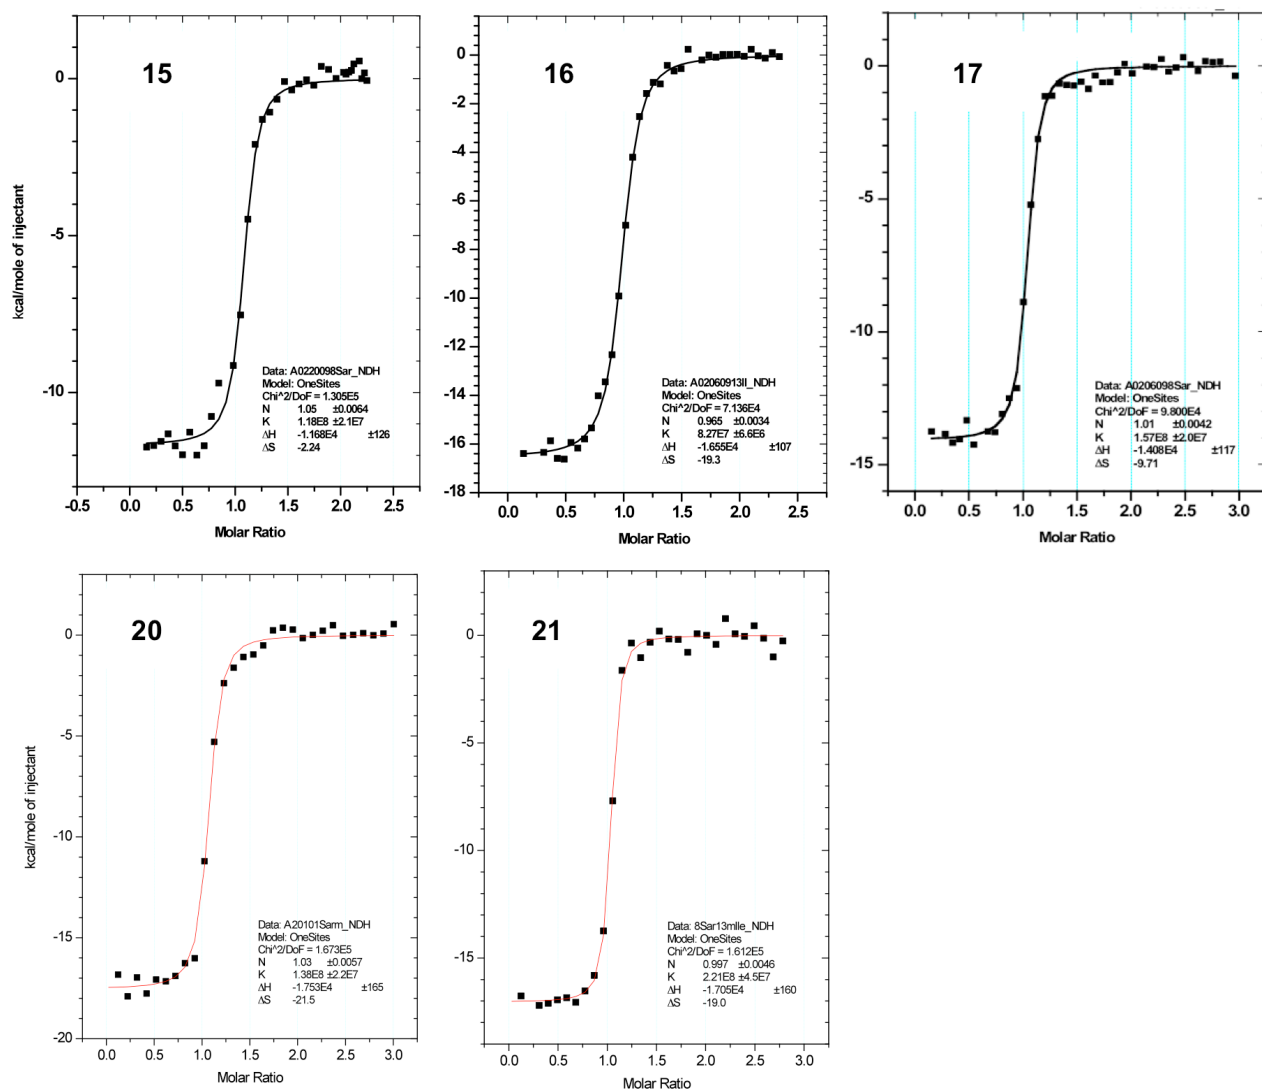 15
0
-5
-10
kcal/mole of injectant
-0.5 0.0 0.5 1.0 1.5 2.0 2.5
Molar Ratio
Data: A0220098Sar_NDH
Model: OneSites
Chi^2/DoF = 1.305E5
N 1.05 ±0.0064
K 1.18E8 ±2.1E7
ΔH -1.168E4 ±126
ΔS -2.24
16
0
-2
-4
-6
-8
-10
-12
-14
-16
-18
0.0 0.5 1.0 1.5 2.0 2.5
Molar Ratio
Data: A02060913Il_NDH
Model: OneSites
Chi^2/DoF = 7.136E4
N 0.965 ±0.0034
K 8.27E7 ±6.6E6
ΔH -1.655E4 ±107
ΔS -19.3
17
0
-5
-10
-15
0.0 0.5 1.0 1.5 2.0 2.5 3.0
Molar Ratio
Data: A0206098Sar_NDH
Model: OneSites
Chi^2/DoF = 9.800E4
N 1.01 ±0.0042
K 1.57E8 ±2.0E7
ΔH -1.408E4 ±117
ΔS -9.71
20
0
-5
-10
-15
-20
kcal/mole of injectant
0.0 0.5 1.0 1.5 2.0 2.5 3.0
Molar Ratio
Data: A20101Sarm_NDH
Model: OneSites
Chi^2/DoF = 1.673E5
N 1.03 ±0.0057
K 1.38E8 ±2.2E7
ΔH -1.753E4 ±165
ΔS -21.5
21
0
-5
-10
-15
0.0 0.5 1.0 1.5 2.0 2.5 3.0
Molar Ratio
Data: 8Sar13mIle_NDH
Model: OneSites
Chi^2/DoF = 1.612E5
N 0.997 ±0.0046
K 2.21E8 ±4.5E7
ΔH -1.705E4 ±160
ΔS -19.0